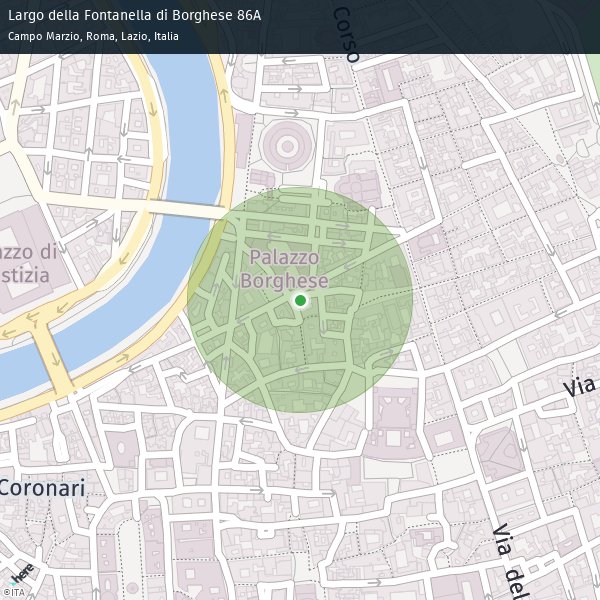 Largo della Fontanella di Borghese 86A
Campo Marzio, Roma, Lazio, Italia
Corso
azzo di
stizia
Palazzo
Borghese
Via
Coronari
Via del
here
©ITA